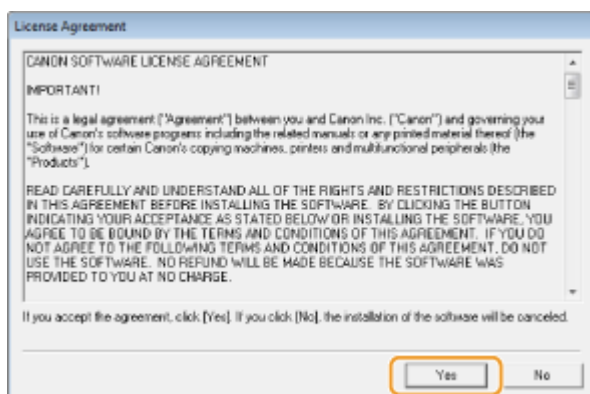 License Agreement
CANON SOFTWARE LICENSE AGREEMENT
IMPORTANT!
This is a legal agreement ("Agreement") between you and Canon Inc. ("Canon") and governing your
use of Canon's software programs including the related manuals or any printed material thereof (the
"Software") for certain Canon's copying machines, printers and multifunctional peripherals (the
"Products").
READ CAREFULLY AND UNDERSTAND ALL OF THE RIGHTS AND RESTRICTIONS DESCRIBED
IN THIS AGREEMENT BEFORE INSTALLING THE SOFTWARE. BY CLICKING THE BUTTON
INDICATING YOUR ACCEPTANCE AS STATED BELOW OR INSTALLING THE SOFTWARE, YOU
AGREE TO BE BOUND BY THE TERMS AND CONDITIONS OF THIS AGREEMENT. IF YOU DO
NOT AGREE TO THE FOLLOWING TERMS AND CONDITIONS OF THIS AGREEMENT, DO NOT
USE THE SOFTWARE. NO REFUND WILL BE MADE BECAUSE THE SOFTWARE WAS
PROVIDED TO YOU AT NO CHARGE.
If you accept the agreement, click [Yes]. If you click [No], the installation of the software will be canceled.
Yes
No